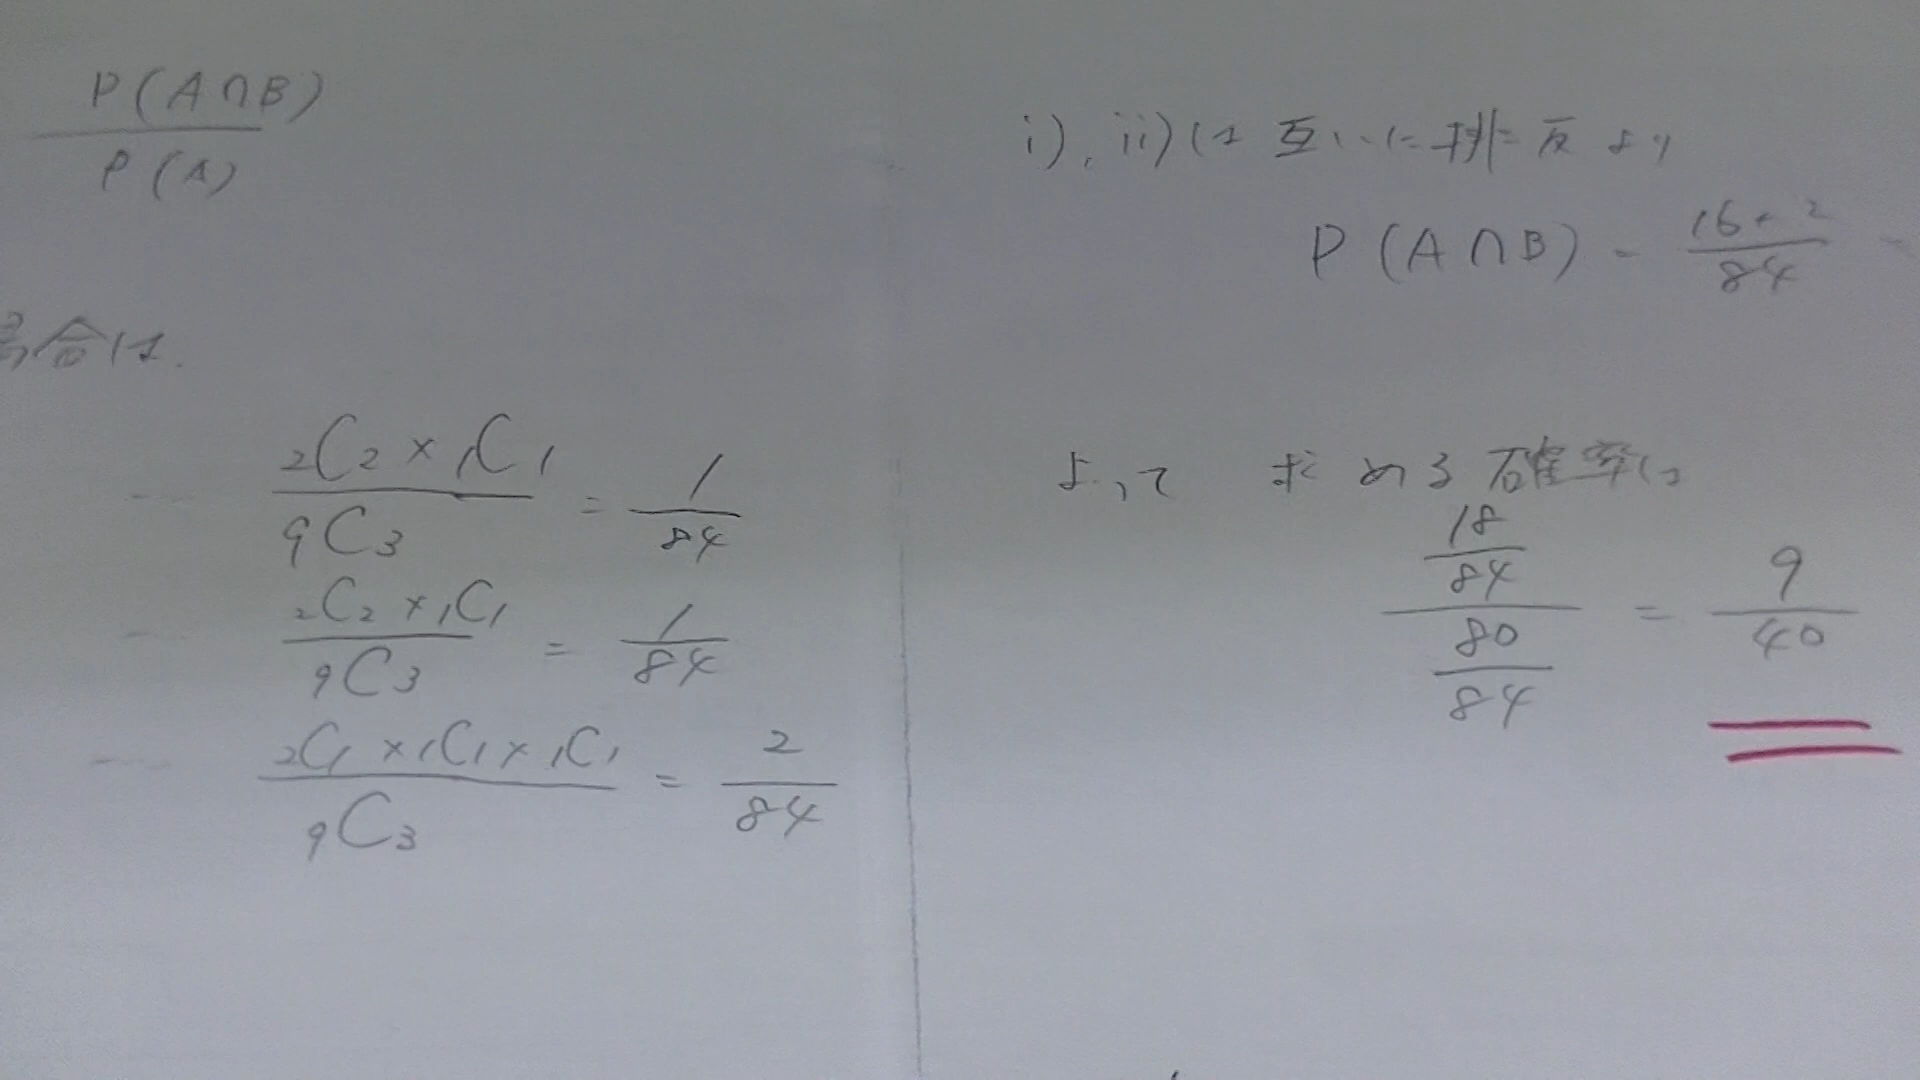 P(A∩B)
P(A)
場合は.
₂C₂×₁C₁
₉C₃
= 1/84
₂C₂×₁C₁
₉C₃
= 1/84
₂C₁×₁C₁×₁C₁
₉C₃
= 2/84
i), ii)は互いに排反より
P(A∩B) = 16+2
84
よって 求める確率は
18
84
80
84
= 9/40